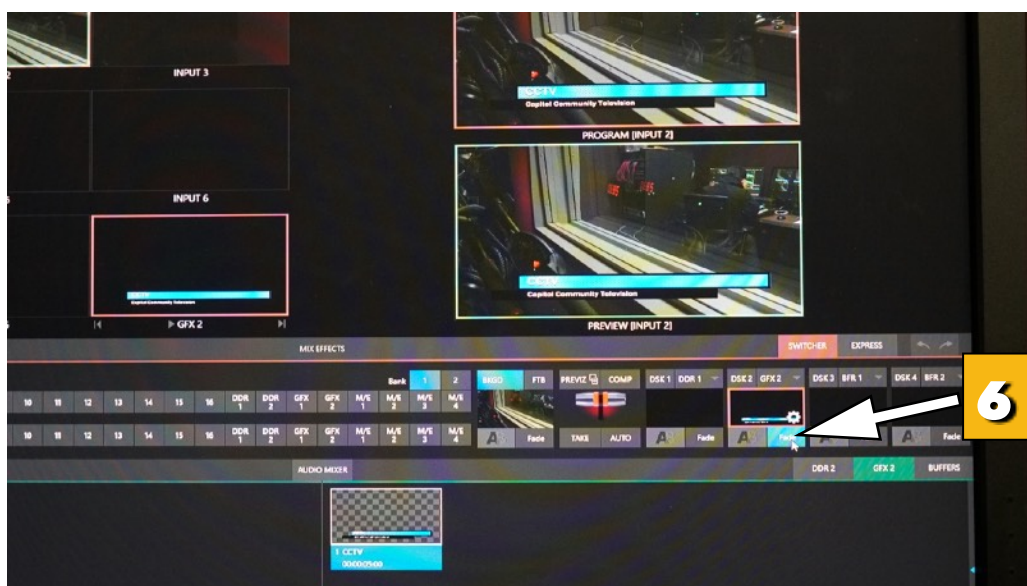 2
INPUT 3
INPUT 6
CCTV
Capitol Community Television
PROGRAM [INPUT 2]
CCTV
Capitol Community Television
PREVIEW [INPUT 2]
CCTV
GFX 2
MIX EFFECTS
SWITCHER EXPRESS
Bank 1 2 BKGD FTB PREVIZ COMP DSK 1 DDR 1 DSK 2 GFX 2 DSK 3 BFR 1 DSK 4 BFR 2
10 11 12 13 14 15 16 DDR 1 DDR 2 GFX 1 GFX 2 M/E 1 M/E 2 M/E 3 M/E 4
10 11 12 13 14 15 16 DDR 1 DDR 2 GFX 1 GFX 2 M/E 1 M/E 2 M/E 3 M/E 4
Fade TAKE AUTO Fade Fade Fade
6
AUDIO MIXER DDR 2 GFX 2 BUFFERS
1 CCTV
00:00:05:00